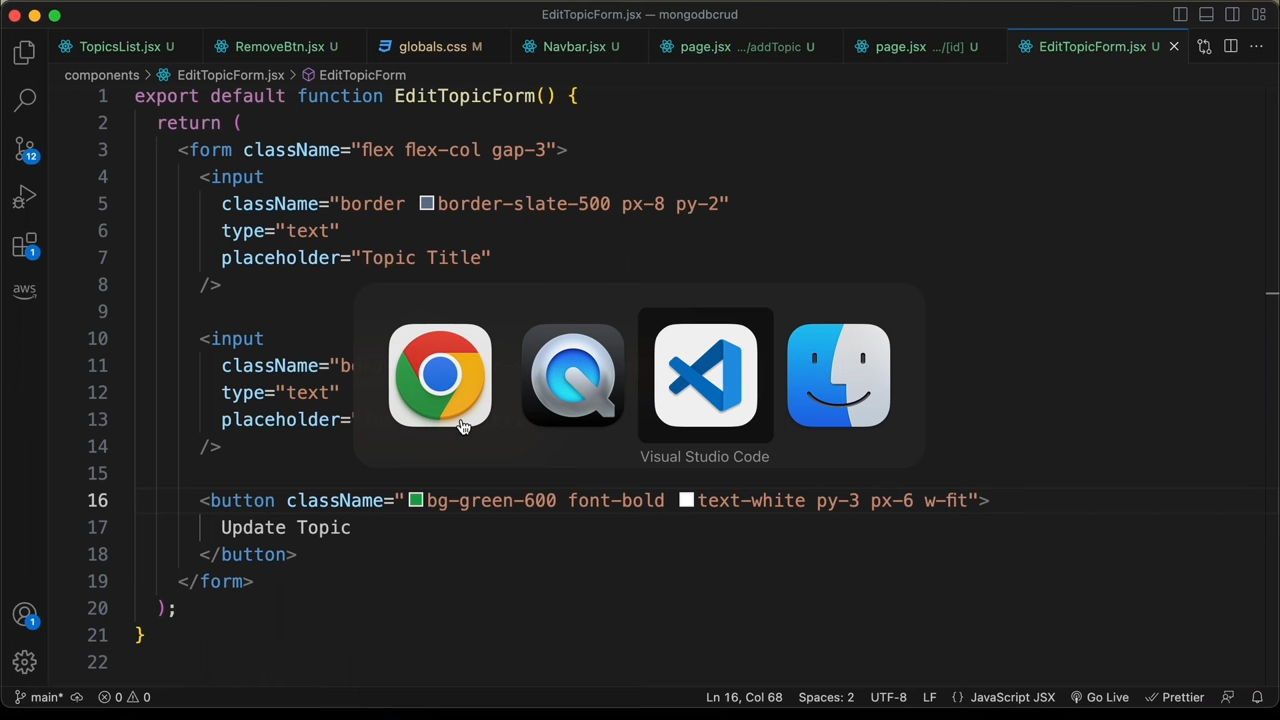 EditTopicForm.jsx — mongodbcrud
TopicsList.jsx U
RemoveBtn.jsx U
globals.css M
Navbar.jsx U
page.jsx .../addTopic U
page.jsx .../[id] U
EditTopicForm.jsx U
components > EditTopicForm.jsx > EditTopicForm
1 export default function EditTopicForm() {
2 return (
3 <form className="flex flex-col gap-3">
4 <input
5 className="border border-slate-500 px-8 py-2"
6 type="text"
7 placeholder="Topic Title"
8 />
9
10 <input
11 className="bo
12 type="text"
13 placeholder=
14 />
15
16 <button className="bg-green-600 font-bold text-white py-3 px-6 w-fit">
17 Update Topic
18 </button>
19 </form>
20 );
21 }
22
12
1
aws
1
Visual Studio Code
main* 0 0 Ln 16, Col 68 Spaces: 2 UTF-8 LF {} JavaScript JSX Go Live Prettier